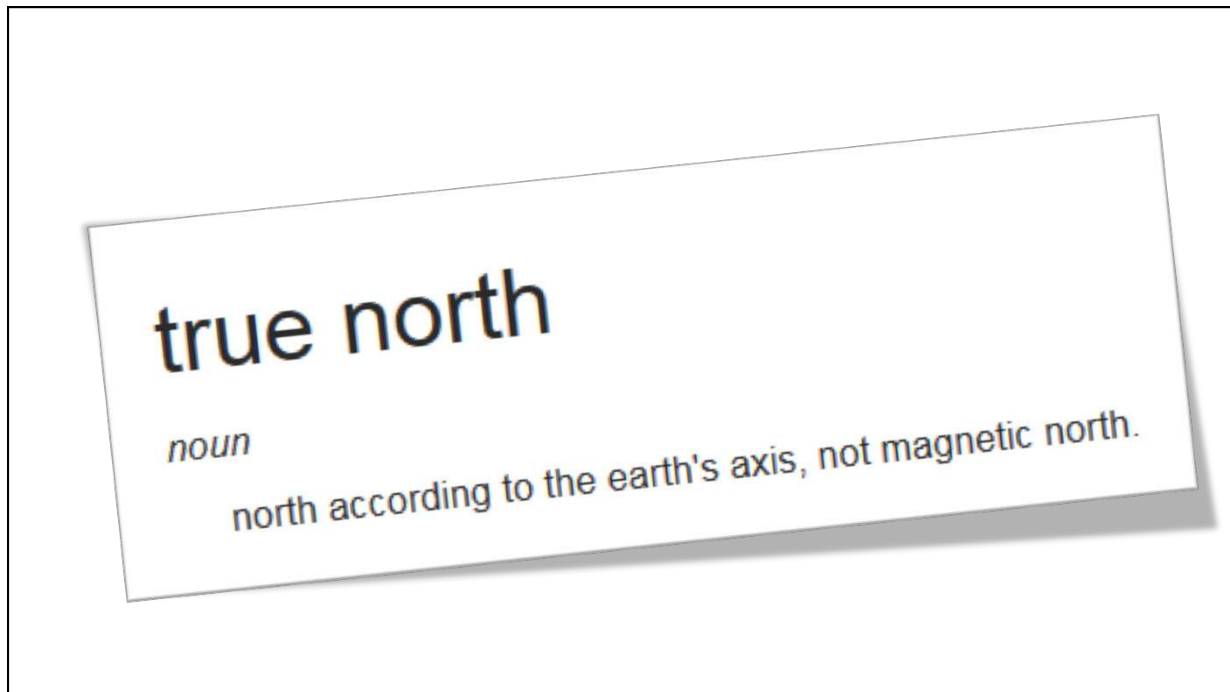 true north
noun
north according to the earth's axis, not magnetic north.